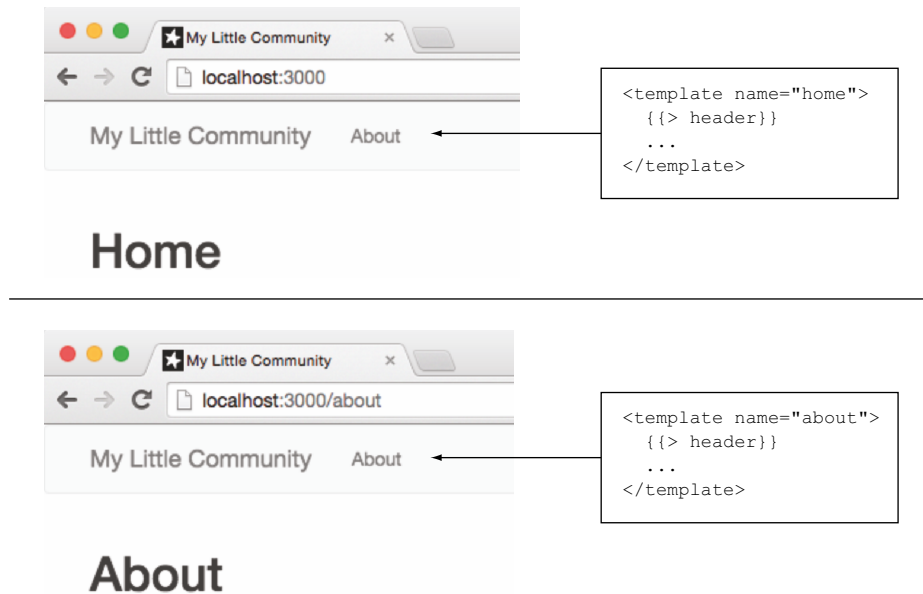 My Little Community
localhost:3000
My Little Community About
<template name="home">
{{> header}}
...
</template>
Home
My Little Community
localhost:3000/about
My Little Community About
<template name="about">
{{> header}}
...
</template>
About